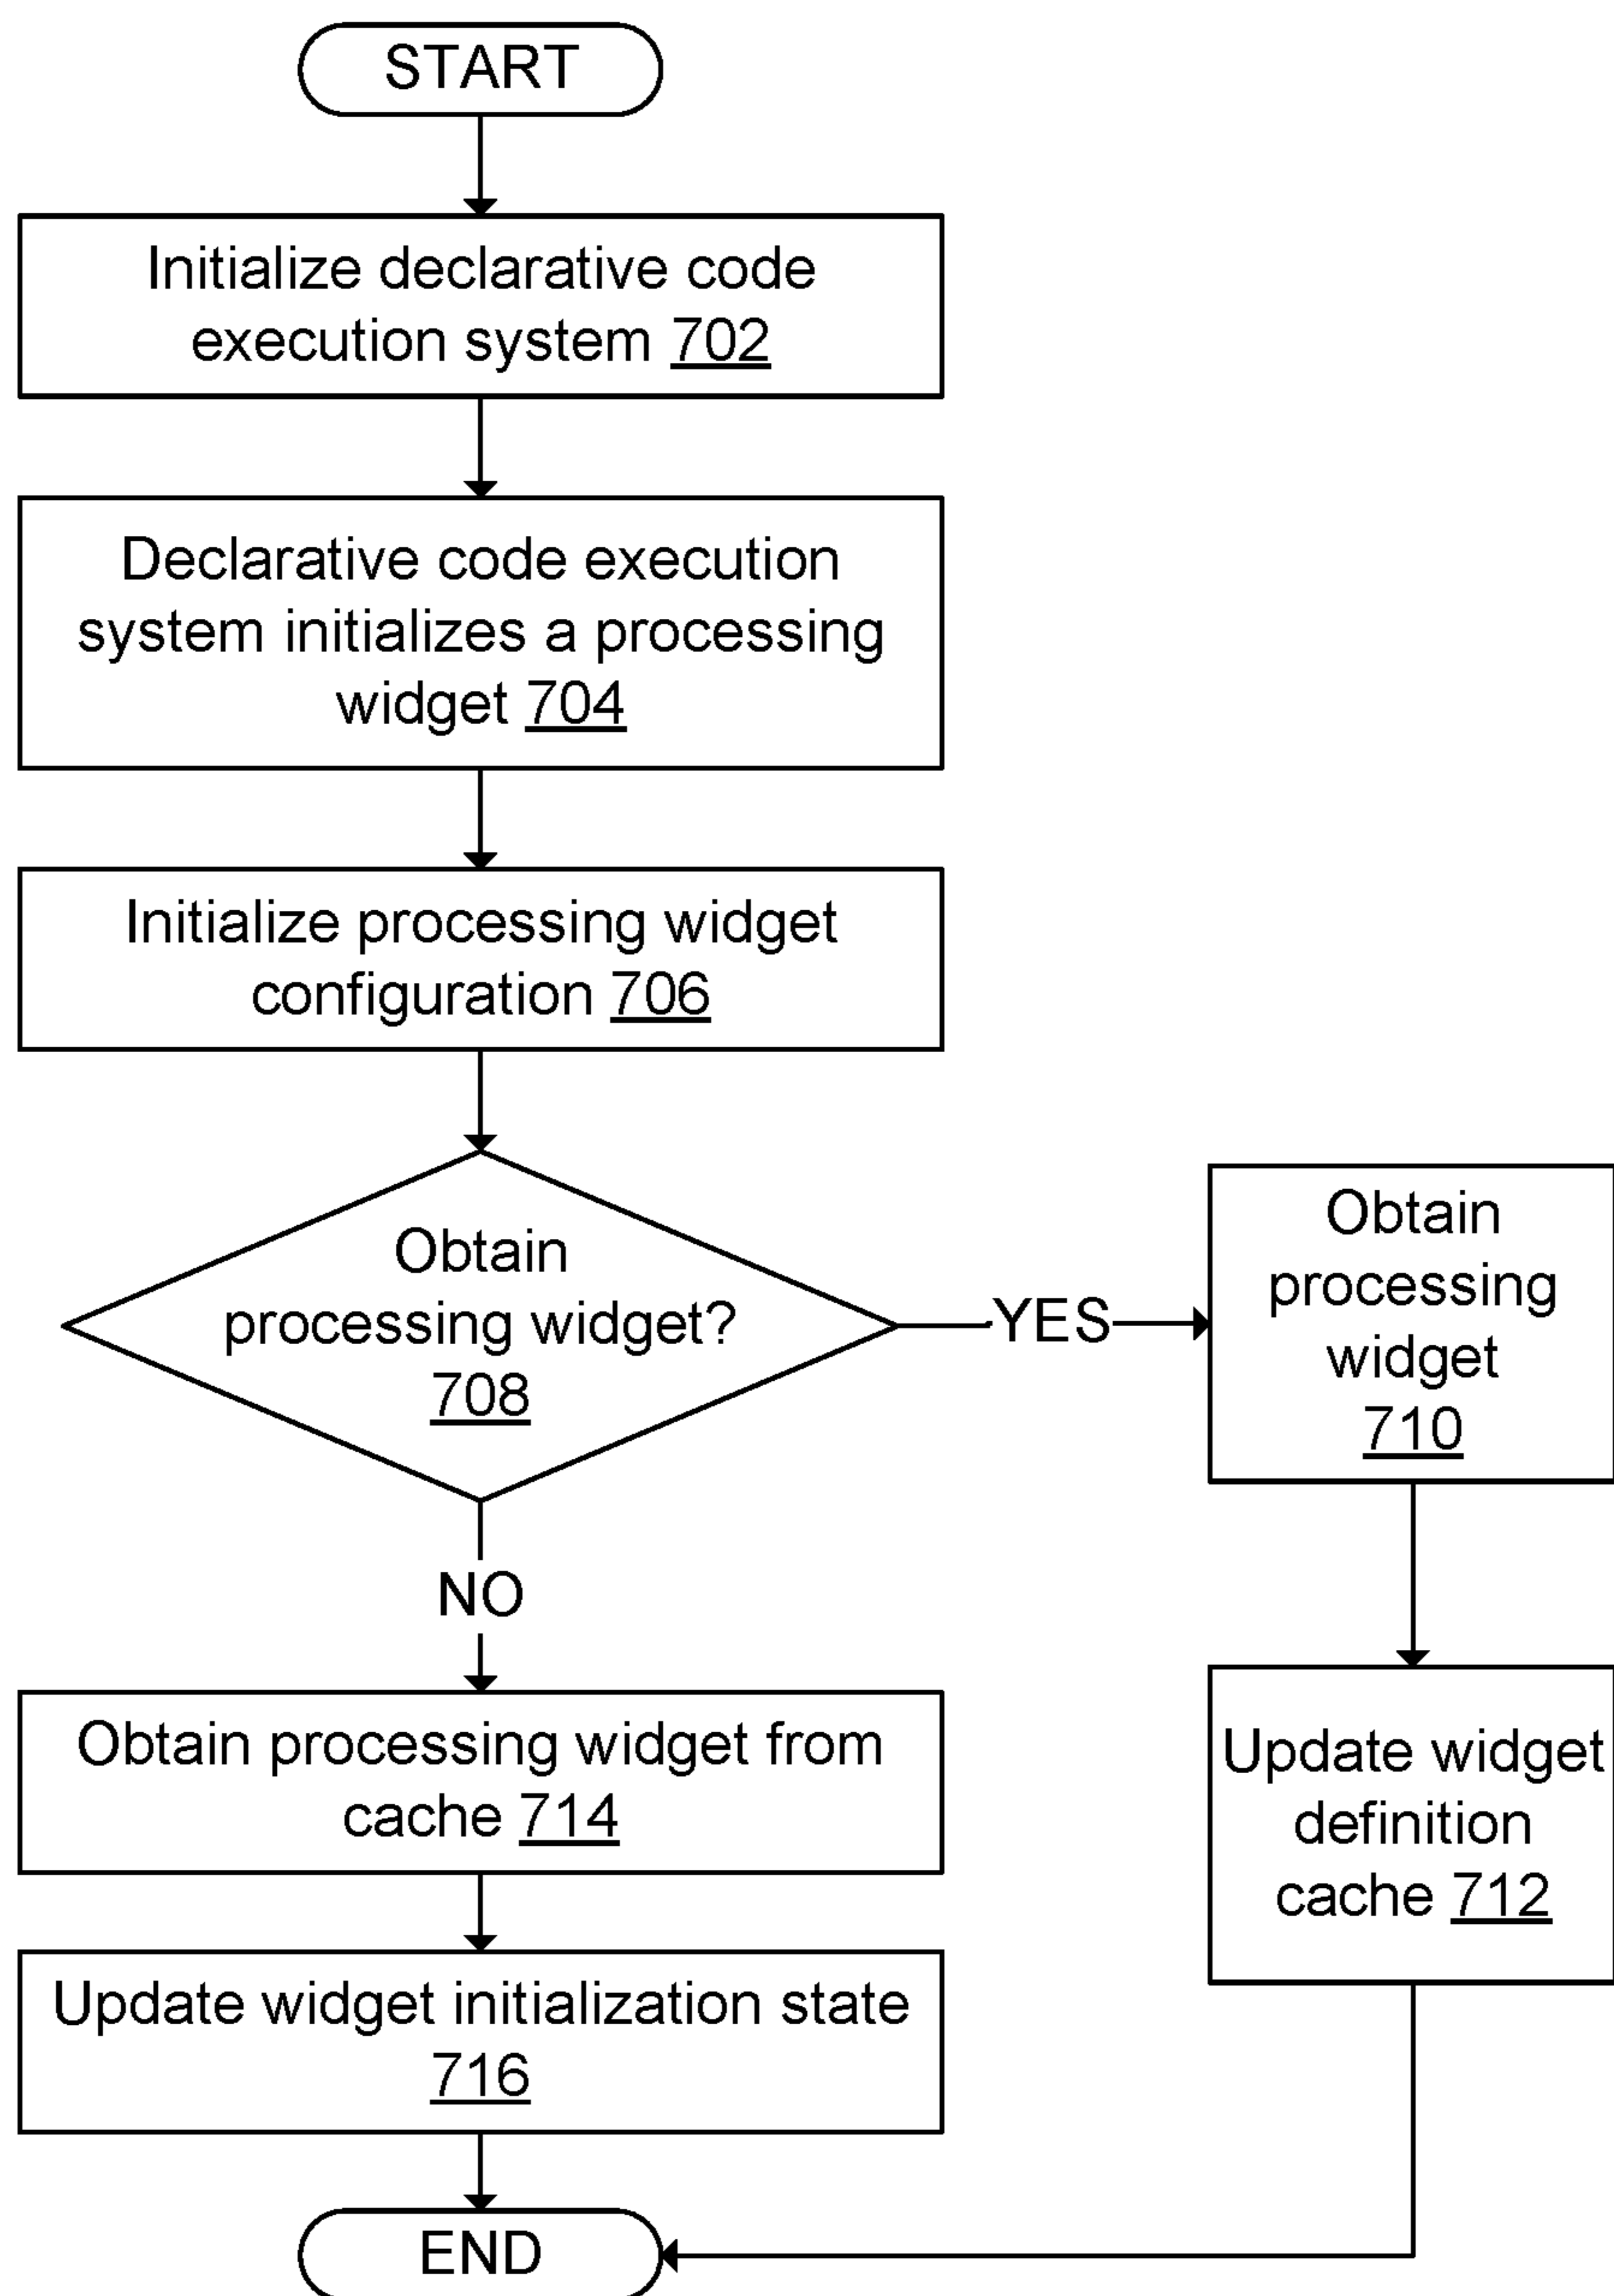 START
Initialize declarative code
execution system 702
Declarative code execution
system initializes a processing
widget 704
Initialize processing widget
configuration 706
Obtain
processing widget?
708
YES
Obtain
processing
widget
710
NO
Obtain processing widget from
cache 714
Update widget
definition
cache 712
Update widget initialization state
716
END